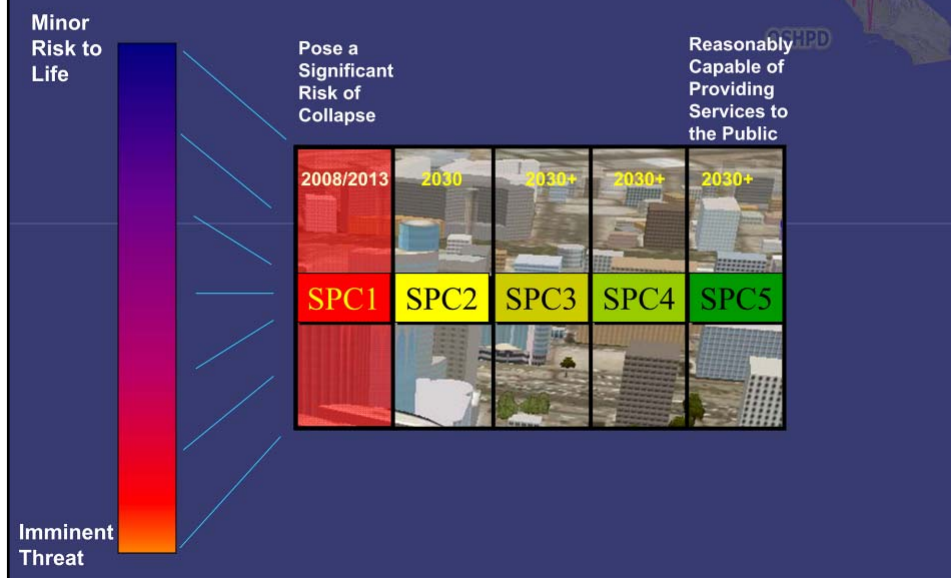 Minor
Risk to
Life
Pose a
Significant
Risk of
Collapse
OSHPD
Reasonably
Capable of
Providing
Services to
the Public
2008/2013 2030 2030+ 2030+ 2030+
SPC1 SPC2 SPC3 SPC4 SPC5
Imminent
Threat